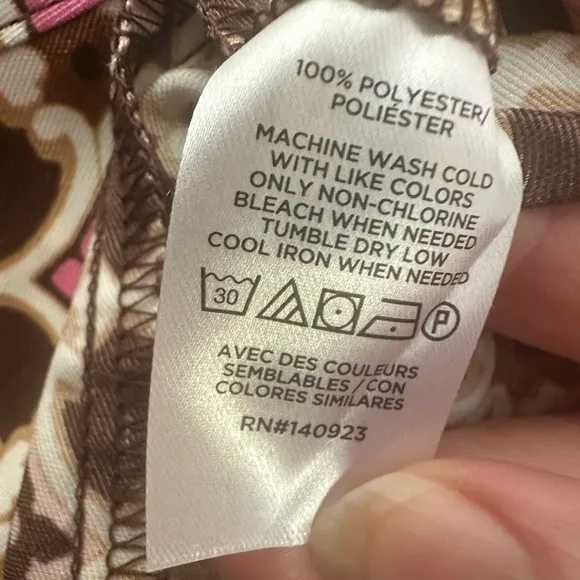 100% POLYESTER/
POLIÉSTER
MACHINE WASH COLD
WITH LIKE COLORS
ONLY NON-CHLORINE
BLEACH WHEN NEEDED
TUMBLE DRY LOW
COOL IRON WHEN NEEDED
30 P
AVEC DES COULEURS
SEMBLABLES/CON
COLORES SIMILARES
RN#140923